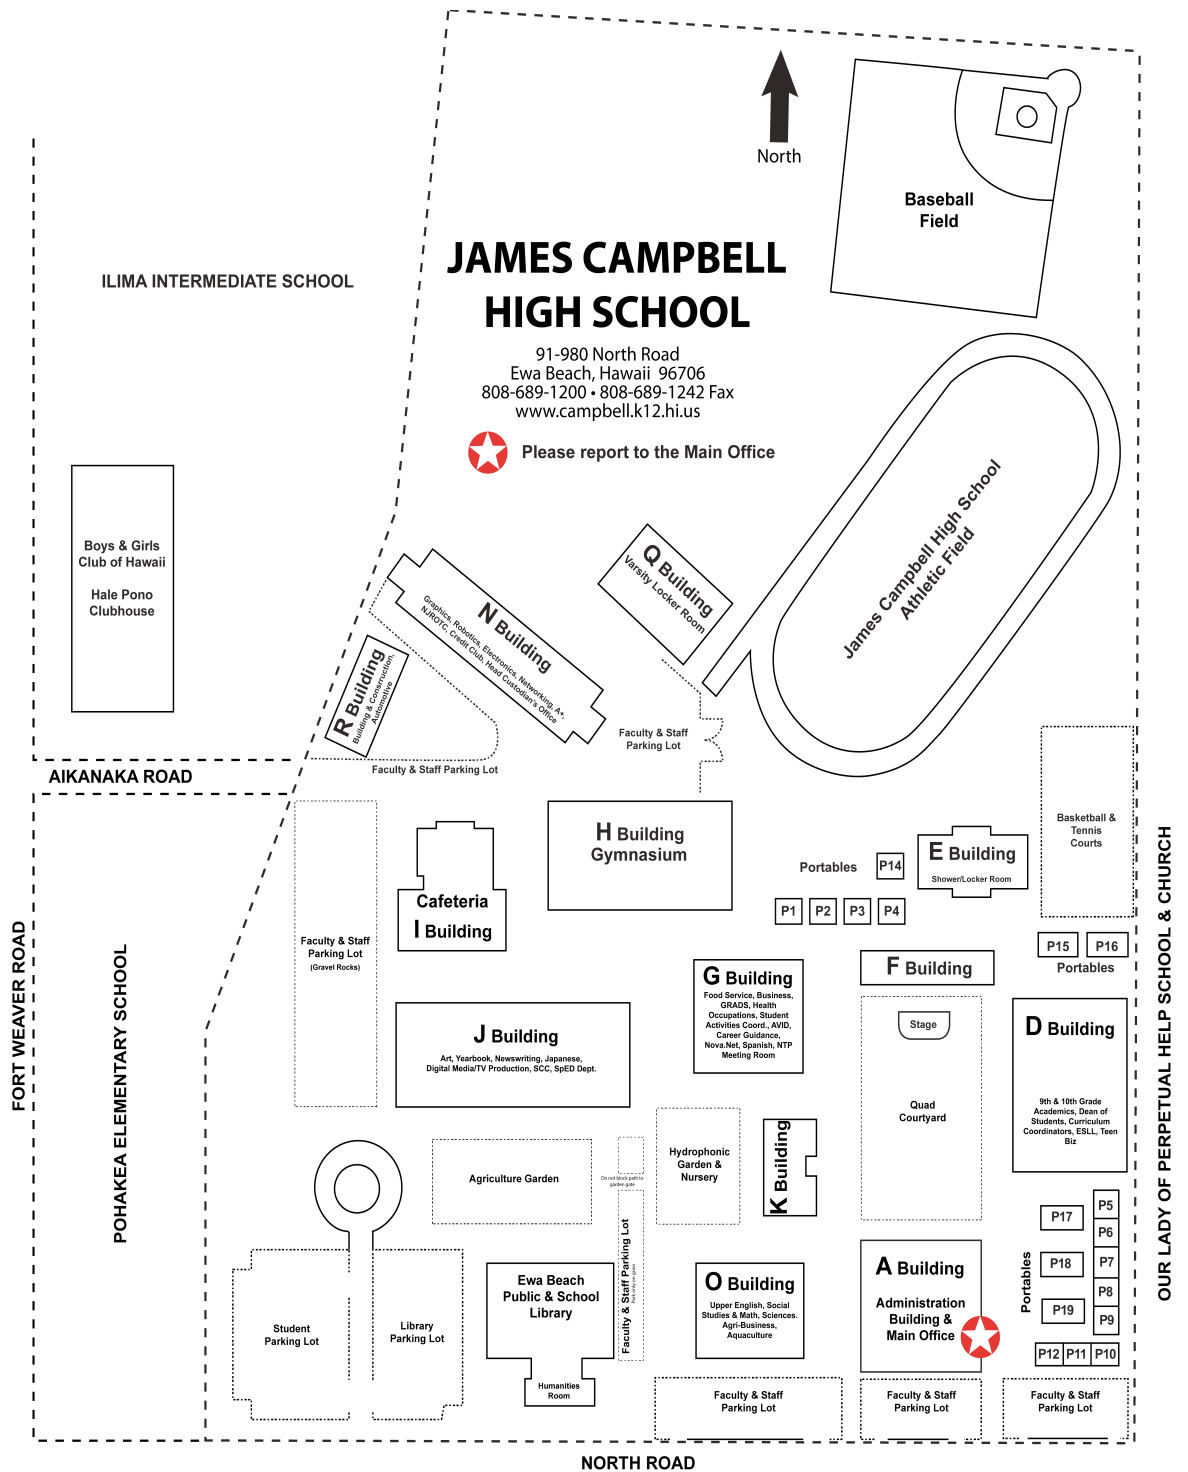 North
Baseball
Field
JAMES CAMPBELL
HIGH SCHOOL
91-980 North Road
Ewa Beach, Hawaii  96706
808-689-1200 • 808-689-1242 Fax
www.campbell.k12.hi.us
Please report to the Main Office
ILIMA INTERMEDIATE SCHOOL
Boys & Girls
Club of Hawaii
Hale Pono
Clubhouse
James Campbell High School
Athletic Field
Q Building
Varsity Locker Room
N Building
Graphics, Robotics, Electronics, Networking, A+,
NJROTC, Credit Club, Head Custodian's Office
R Building
Building & Consrruction,
Automotive
Faculty & Staff
Parking Lot
Faculty & Staff Parking Lot
AIKANAKA ROAD
H Building
Gymnasium
Cafeteria
I Building
Portables
P14
P1
P2
P3
P4
E Building
Shower/Locker Room
Basketball &
Tennis
Courts
P15
P16
Portables
Faculty & Staff
Parking Lot
(Gravel Rocks)
F Building
G Building
Food Service, Business,
GRADS, Health
Occupations, Student
Activities Coord., AVID,
Career Guidance,
Nova.Net, Spanish, NTP
Meeting Room
J Building
Art, Yearbook, Newswriting, Japanese,
Digital Media/TV Production, SCC, SpED Dept.
Stage
Quad
Courtyard
D Building
9th & 10th Grade
Academics, Dean of
Students, Curriculum
Coordinators, ESLL, Teen
Biz
FORT WEAVER ROAD
POHAKEA ELEMENTARY SCHOOL
OUR LADY OF PERPETUAL HELP SCHOOL & CHURCH
Agriculture Garden
Do not block path to
garden gate
Hydrophonic
Garden &
Nursery
K Building
Faculty & Staff Parking Lot
Park only on grass
Portables
P17
P18
P19
P5
P6
P7
P8
P9
P12
P11
P10
A Building
Administration
Building &
Main Office
O Building
Upper English, Social
Studies & Math, Sciences.
Agri-Business,
Aquaculture
Ewa Beach
Public & School
Library
Humanities
Room
Student
Parking Lot
Library
Parking Lot
Faculty & Staff
Parking Lot
Faculty & Staff
Parking Lot
Faculty & Staff
Parking Lot
NORTH ROAD